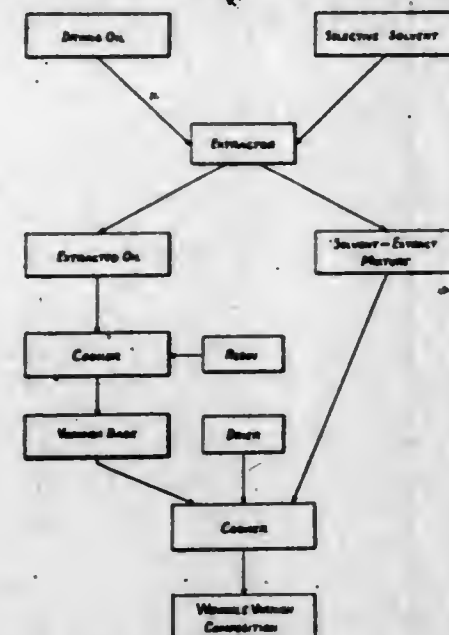 DRYING OIL
SELECTIVE SOLVENT
EXTRACTOR
EXTRACTED OIL
SOLVENT-EXTRACT
MIXTURE
COOKER
RESIN
VARNISH BASE
DRIER
COOKER
WRINKLE VARNISH
COMPOSITION